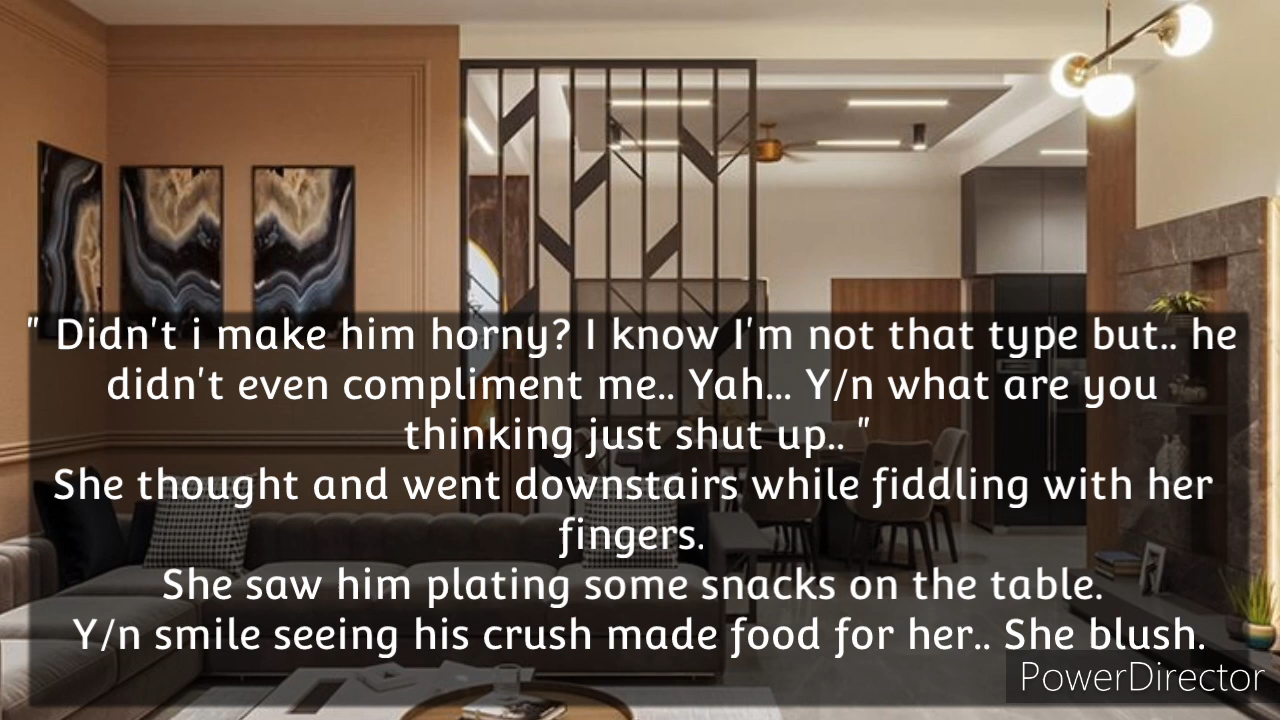 " Didn't i make him horny? I know I'm not that type but.. he
didn't even compliment me.. Yah... Y/n what are you
thinking just shut up.. "
She thought and went downstairs while fiddling with her
fingers.
She saw him plating some snacks on the table.
Y/n smile seeing his crush made food for her.. She blush.
PowerDirector